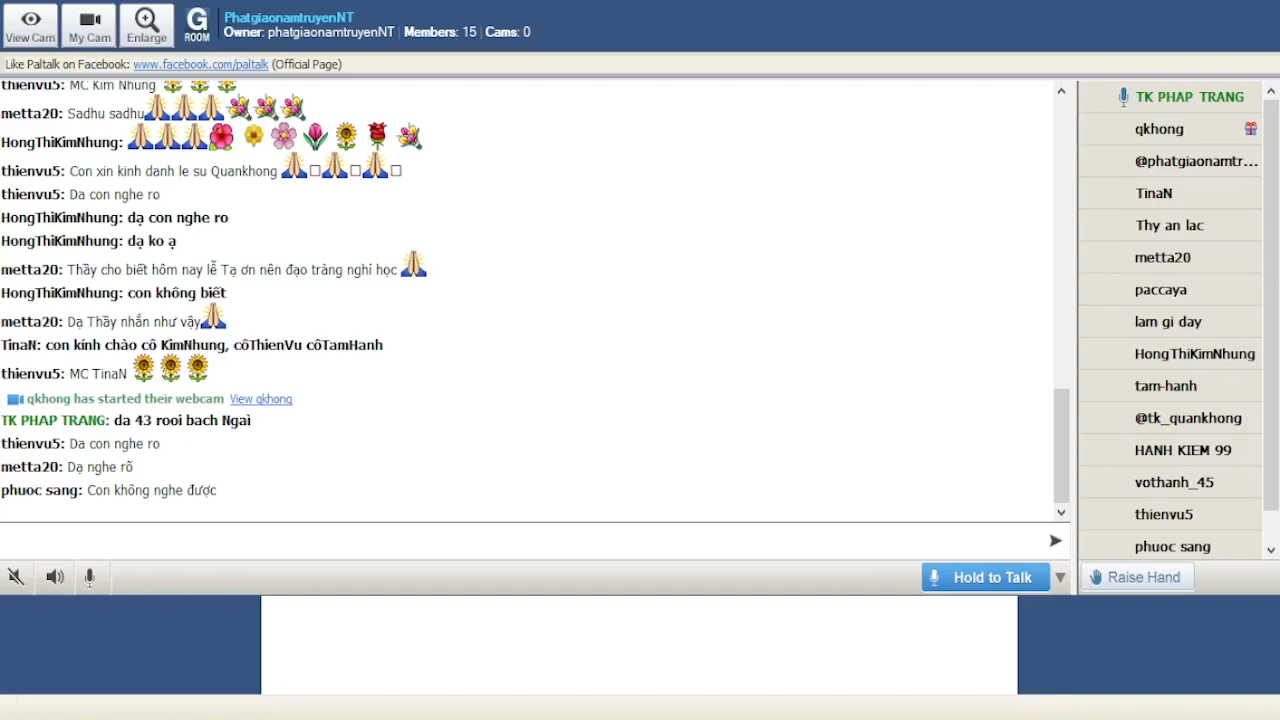 View Cam
My Cam
Enlarge
G
ROOM
PhatgiaonamtruyenNT
Owner: phatgiaonamtruyenNT | Members: 15 | Cams: 0
Like Paltalk on Facebook: www.facebook.com/paltalk (Official Page)
thienvu5: MC Kim Nhung
metta20: Sadhu sadhu
HongThiKimNhung:
thienvu5: Con xin kinh danh le su Quankhong
thienvu5: Da con nghe ro
HongThiKimNhung: dạ con nghe ro
HongThiKimNhung: dạ ko ạ
metta20: Thầy cho biết hôm nay lễ Tạ ơn nên đạo tràng nghỉ học
HongThiKimNhung: con không biết
metta20: Dạ Thầy nhắn như vậy
TinaN: con kính chào cô KimNhung, côThienVu côTamHanh
thienvu5: MC TinaN
qkhong has started their webcam View qkhong
TK PHAP TRANG: da 43 rooi bach Ngaì
thienvu5: Da con nghe ro
metta20: Dạ nghe rõ
phuoc sang: Con không nghe được
Hold to Talk
TK PHAP TRANG
qkhong
@phatgiaonamtr...
TinaN
Thy an lac
metta20
paccaya
lam gi day
HongThiKimNhung
tam-hanh
@tk_quankhong
HANH KIEM 99
vothanh_45
thienvu5
phuoc sang
Raise Hand